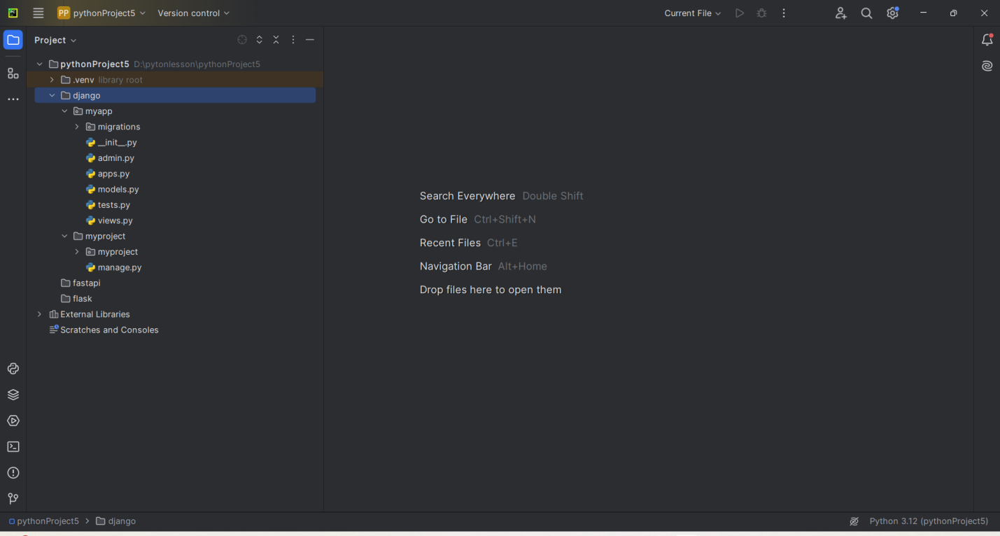 PC
PP pythonProject5 Version control Current File
Project
pythonProject5 D:\pytonlesson\pythonProject5
.venv library root
django
myapp
migrations
__init__.py
admin.py
apps.py
models.py
tests.py
views.py
myproject
myproject
manage.py
fastapi
flask
External Libraries
Scratches and Consoles
Search Everywhere Double Shift
Go to File Ctrl+Shift+N
Recent Files Ctrl+E
Navigation Bar Alt+Home
Drop files here to open them
pythonProject5 django Python 3.12 (pythonProject5)